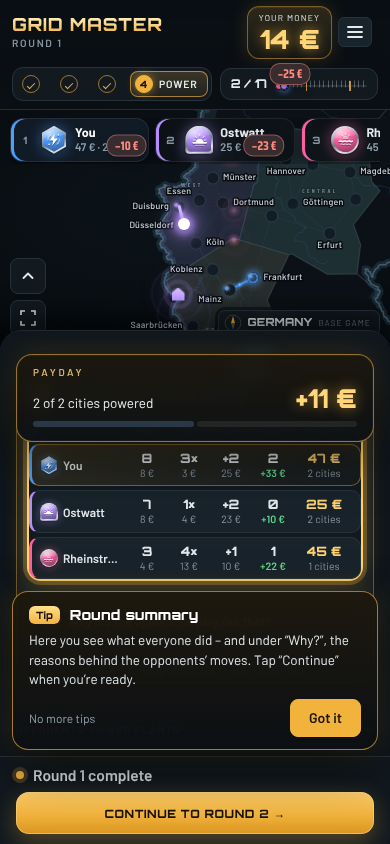 GRID MASTER
ROUND 1
YOUR MONEY
14 €
4 POWER
2 / 17
-25 €
1 You
47 € · 2
-10 €
2 Ostwatt
25 €
-23 €
3 Rh
45
WEST
Essen
Münster
Hannover
Magdeb
Duisburg
Dortmund
CENTRAL
Göttingen
Düsseldorf
Köln
Erfurt
Koblenz
Frankfurt
Mainz
Saarbrücken
GERMANY BASE GAME
PAYDAY
2 of 2 cities powered
+11 €
You 8 3x +2 2 47 €
8 € 3 € 25 € +33 € 2 cities
Ostwatt 7 1x +2 0 25 €
8 € 4 € 23 € +10 € 2 cities
Rheinstr... 3 4x +1 1 45 €
4 € 13 € 10 € +22 € 1 cities
Tip Round summary
Here you see what everyone did – and under “Why?”, the
reasons behind the opponents’ moves. Tap “Continue”
when you’re ready.
No more tips
Got it
Round 1 complete
CONTINUE TO ROUND 2 →